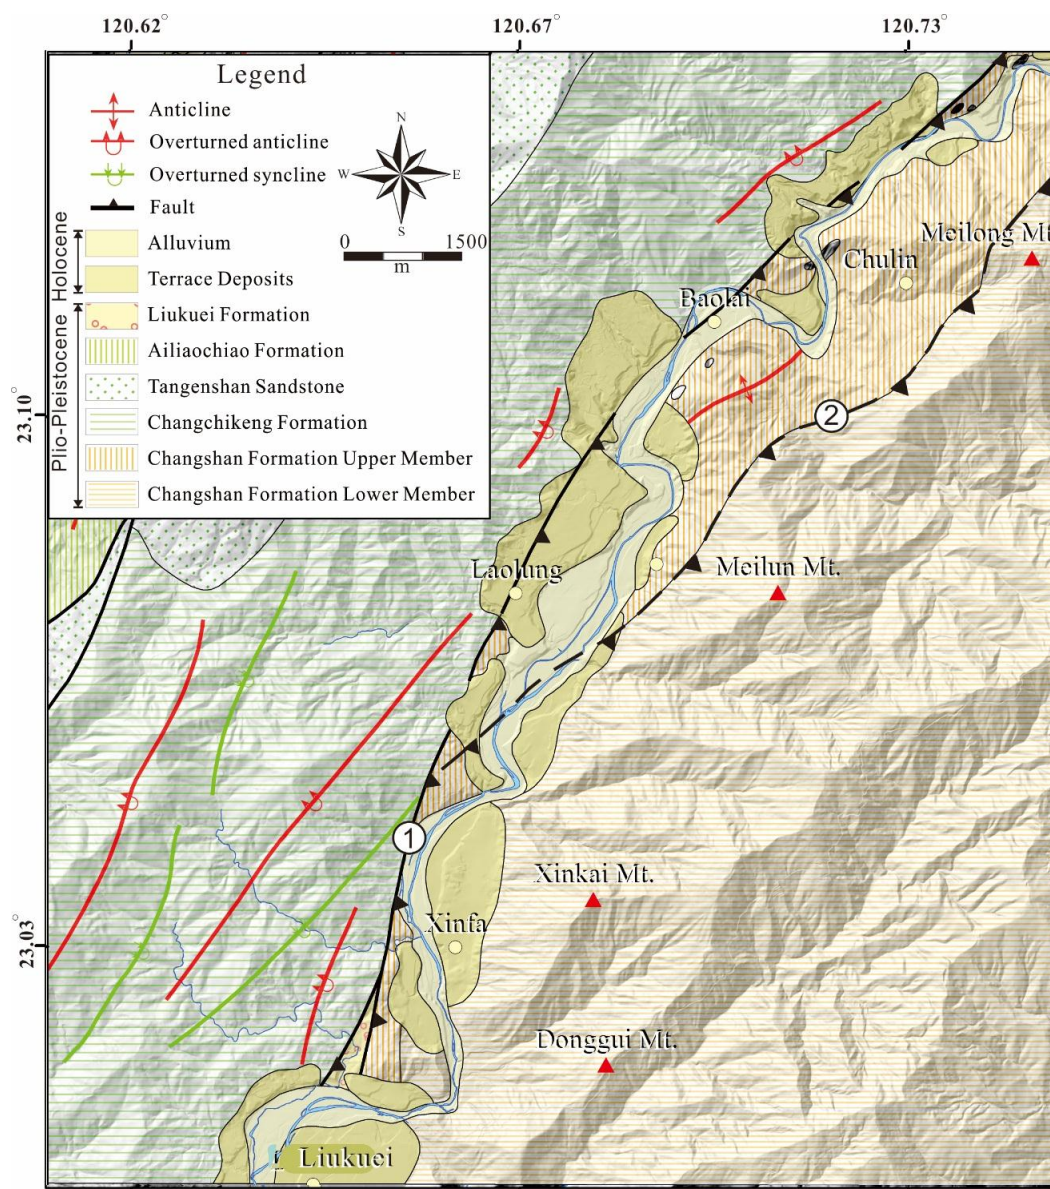 120.62°
120.67°
120.73°
Legend
Anticline
Overturned anticline
Overturned syncline
Fault
Holocene
Alluvium
Terrace Deposits
Plio-Pleistocene
Liukuei Formation
Ailiaochiao Formation
Tangenshan Sandstone
Changchikeng Formation
Changshan Formation Upper Member
Changshan Formation Lower Member
N
W
E
S
0
1500
m
Meilong Mt
Chulin
Baolai
23.10°
2
Laolung
Meilun Mt.
1
Xinkai Mt.
Xinfa
23.03°
Donggui Mt.
Liukuei